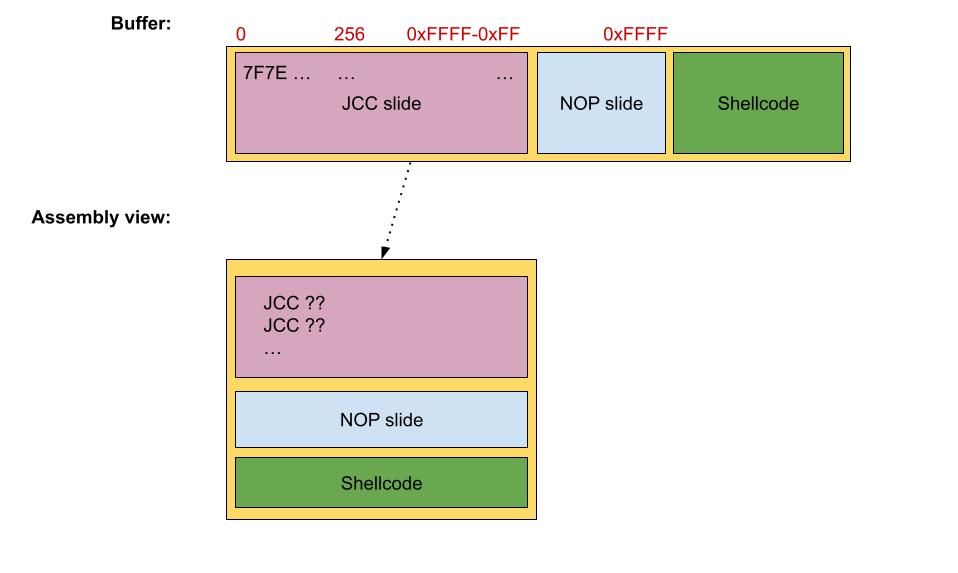 Buffer:
0 256 0xFFFF-0xFF 0xFFFF
7F7E … … …
JCC slide
NOP slide
Shellcode
Assembly view:
JCC ??
JCC ??
…
NOP slide
Shellcode